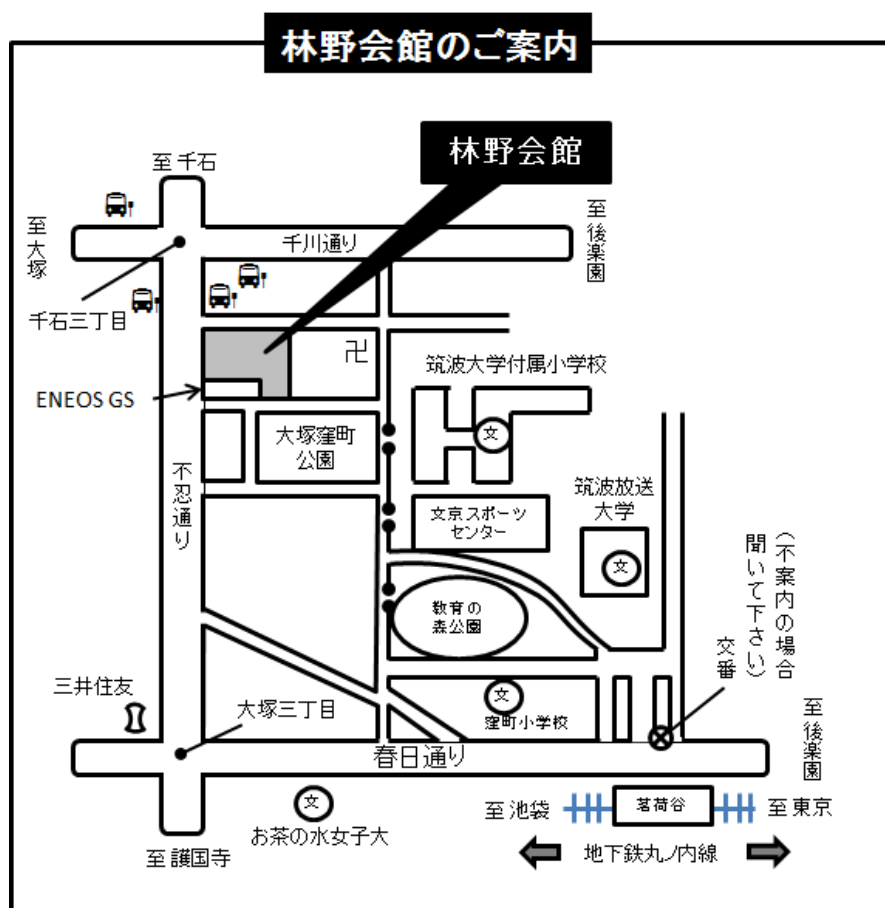 林野会館のご案内
林野会館
至 千石
至大塚
千川通り
至後楽園
千石三丁目
卍
筑波大学付属小学校
ENEOS GS
文
大塚窪町
公園
不忍通り
文京スポーツ
センター
筑波放送
大学
文
(不案内の場合
聞いて下さい)
交番
教育の
森公園
三井住友
大塚三丁目
文
窪町小学校
春日通り
至後楽園
文
お茶の水女子大
至 池袋
茗荷谷
至 東京
至 護国寺
地下鉄丸ノ内線